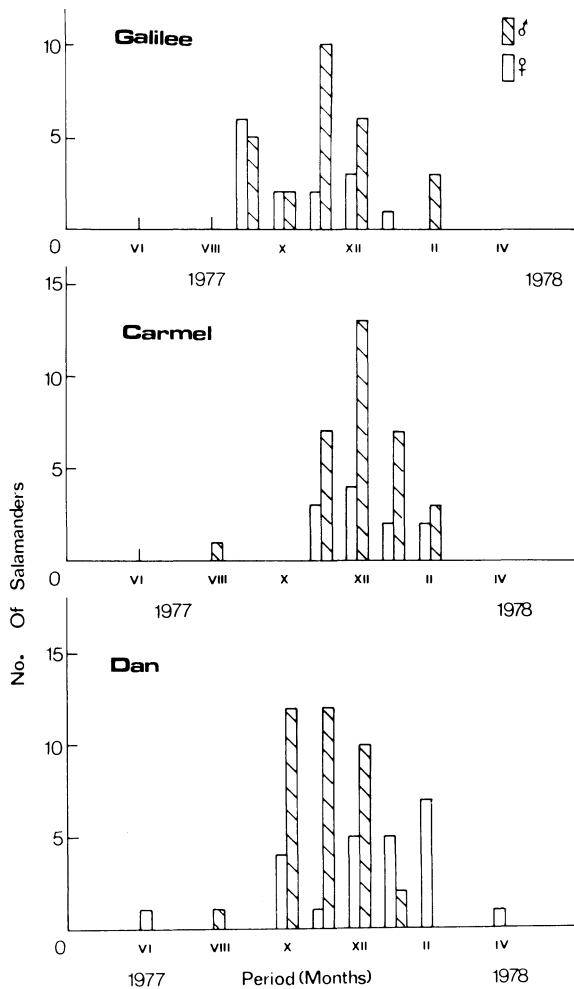 Galilee
♂
♀
10
5
0
VI VIII X XII II IV
1977 1978
15
Carmel
10
5
0
VI VIII X XII II IV
1977 1978
No. Of Salamanders
15
Dan
10
5
0
VI VIII X XII II IV
1977 Period (Months) 1978